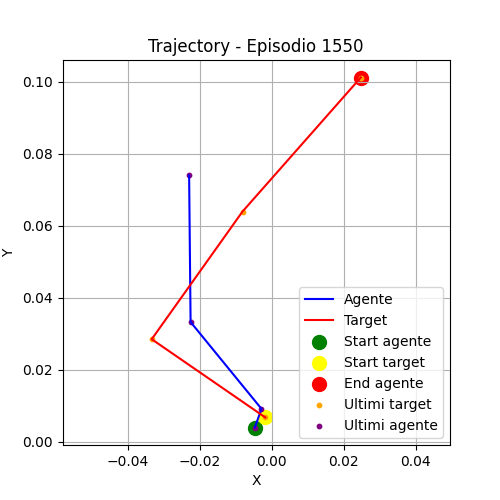 Trajectory - Episodio 1550
0.10
0.08
0.06
0.04
0.02
0.00
Y
−0.04
−0.02
0.00
0.02
0.04
X
Agente
Target
Start agente
Start target
End agente
Ultimi target
Ultimi agente